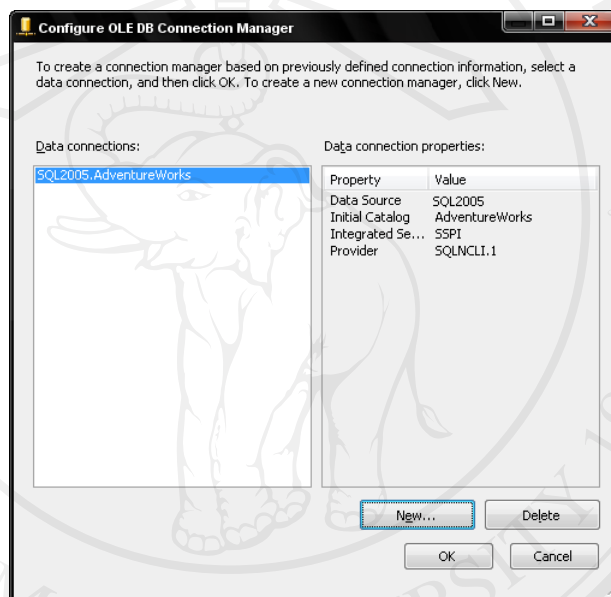 Configure OLE DB Connection Manager
To create a connection manager based on previously defined connection information, select a
data connection, and then click OK. To create a new connection manager, click New.
Data connections:
SQL2005.AdventureWorks
Data connection properties:
Property Value
Data Source SQL2005
Initial Catalog AdventureWorks
Integrated Se... SSPI
Provider SQLNCLI.1
New... Delete
OK Cancel